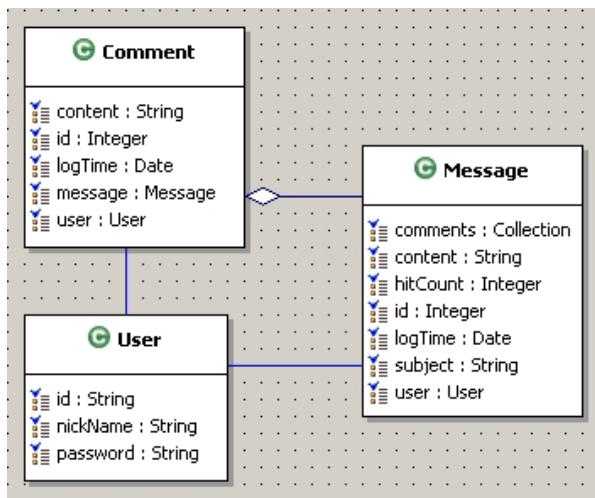 C Comment
content : String
id : Integer
logTime : Date
message : Message
user : User
C Message
comments : Collection
content : String
hitCount : Integer
id : Integer
logTime : Date
subject : String
user : User
C User
id : String
nickName : String
password : String